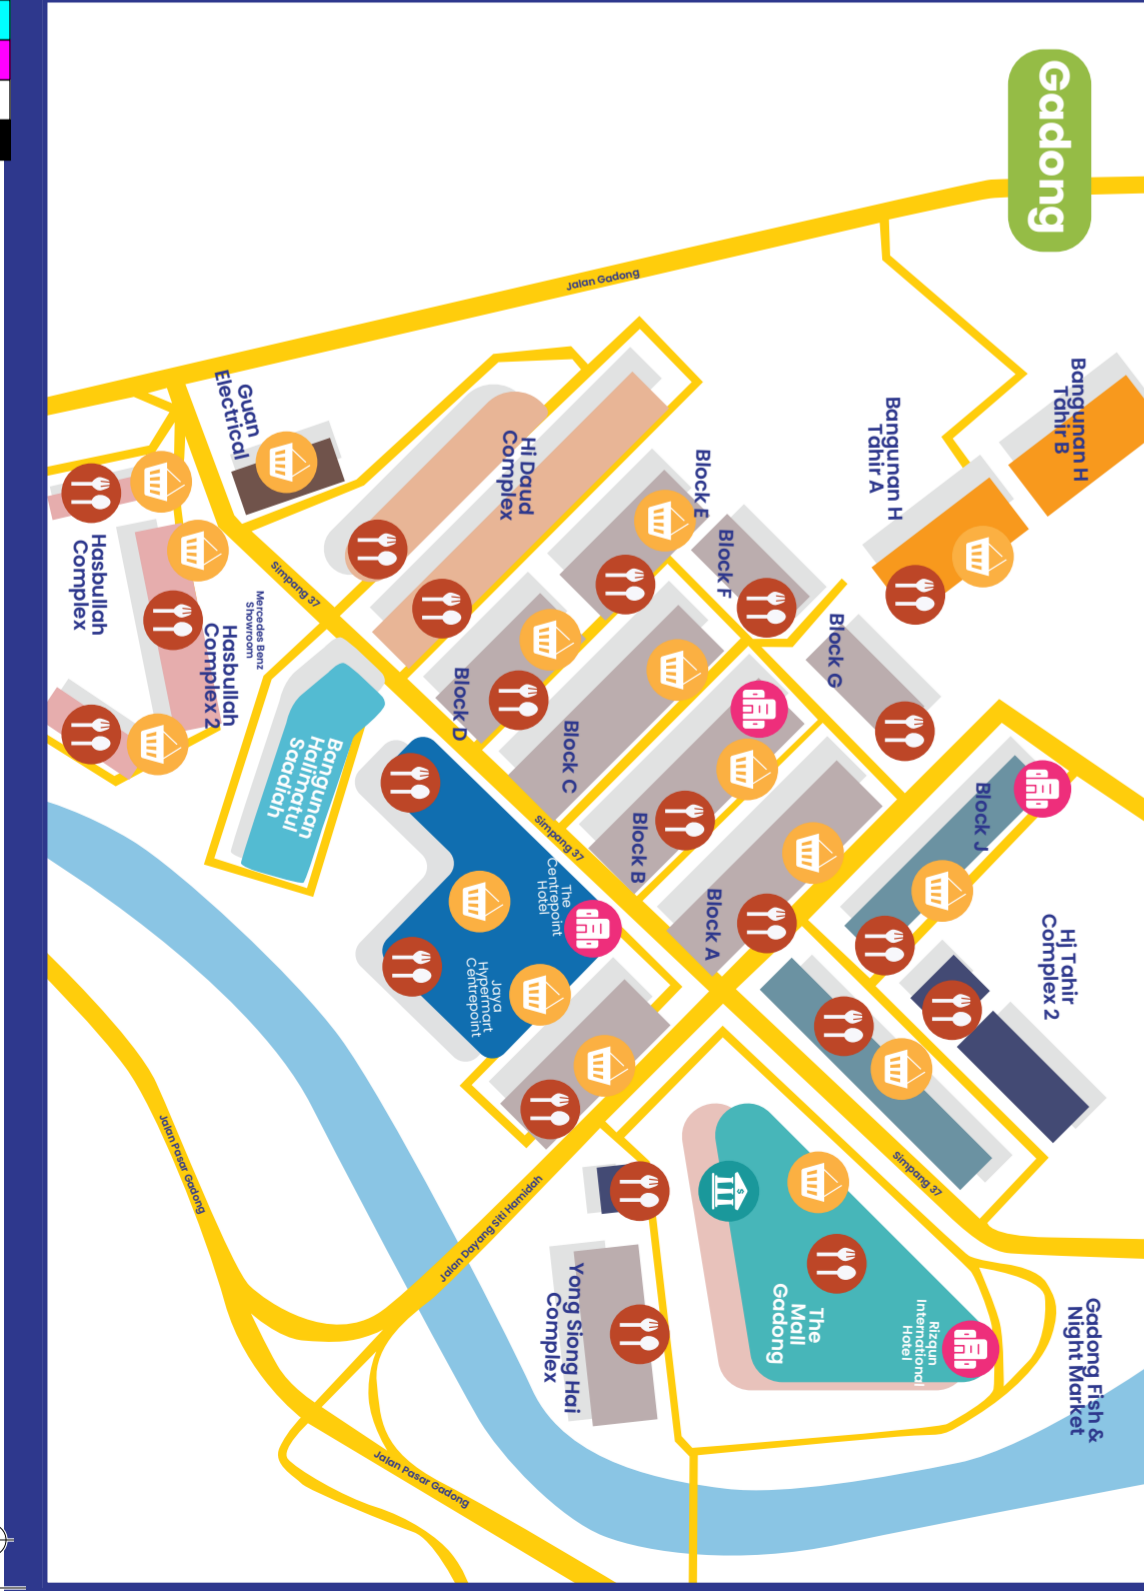 Gadong
Jalan Gadong
Bangunan H
Tahir B
Bangunan H
Tahir A
Guan
Electrical
Hj Daud
Complex
Block E
Block F
Block G
Hasbullah
Complex
Simpang 37
Mercedes Benz
Showroom
Hasbullah
Complex 2
Block D
Block C
Block B
Block A
Block J
Bangunan
Halimatul
Saadiah
Simpang 37
The
Centrepoint
Hotel
Jaya
Hypermart
Centrepoint
Hj Tahir
Complex 2
Simpang 37
Jalan Pasar Gadong
Jalan Dayang Siti Hamidah
Yong Siong Hai
Complex
The
Mall
Gadong
Rizqun
International
Hotel
Gadong Fish &
Night Market
Jalan Pasar Gadong